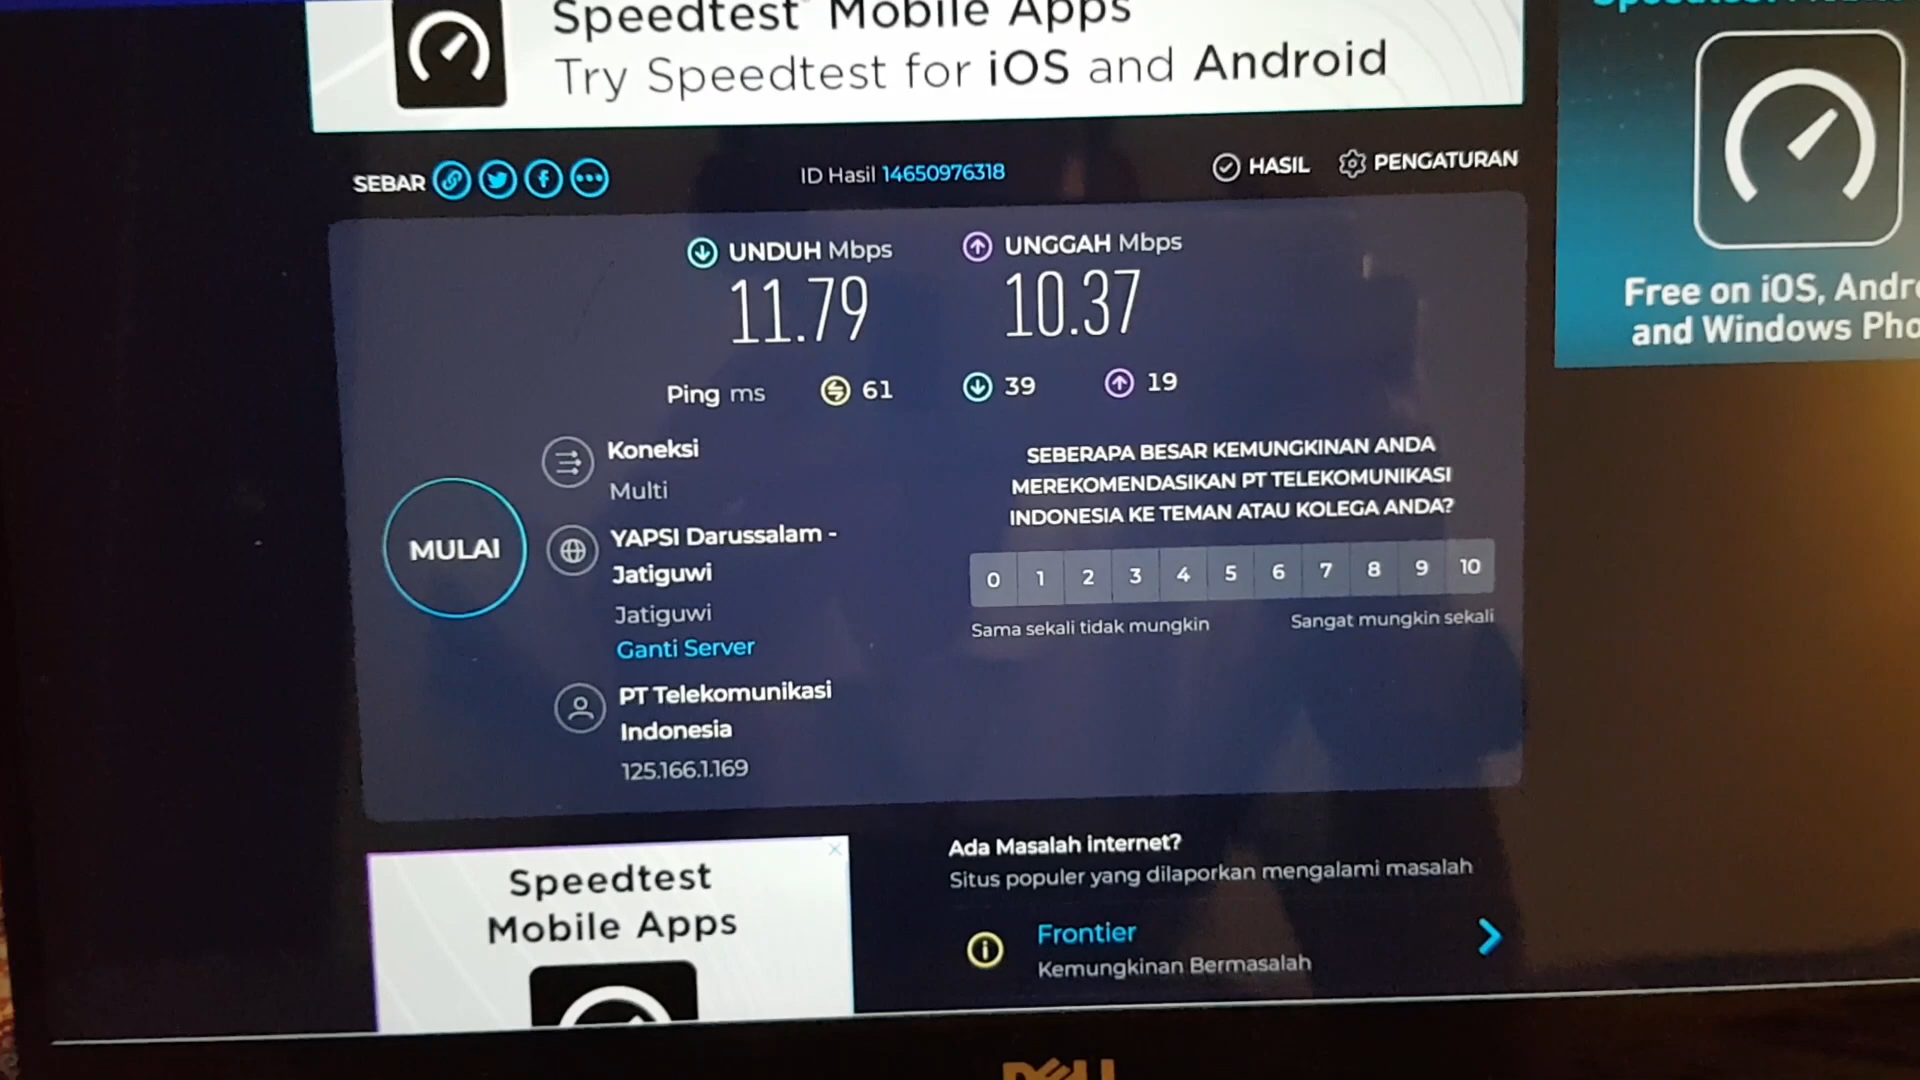 Speedtest Mobile Apps
Try Speedtest for iOS and Android
SEBAR
ID Hasil 14650976318
HASIL
PENGATURAN
UNDUH Mbps
11.79
UNGGAH Mbps
10.37
Ping ms
61
39
19
Koneksi
Multi
MULAI
YAPSI Darussalam -
Jatiguwi
Jatiguwi
Ganti Server
PT Telekomunikasi
Indonesia
125.166.1.169
SEBERAPA BESAR KEMUNGKINAN ANDA
MEREKOMENDASIKAN PT TELEKOMUNIKASI
INDONESIA KE TEMAN ATAU KOLEGA ANDA?
0 1 2 3 4 5 6 7 8 9 10
Sama sekali tidak mungkin
Sangat mungkin sekali
Free on iOS,
and Windows
Speedtest
Mobile Apps
Ada Masalah internet?
Situs populer yang dilaporkan mengalami masalah
Frontier
Kemungkinan Bermasalah
DELL